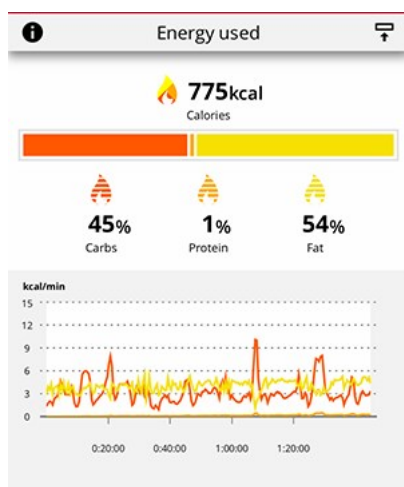 Energy used
775kcal
Calories
45% 1% 54%
Carbs Protein Fat
kcal/min
15
12
9
6
3
0
0:20:00 0:40:00 1:00:00 1:20:00